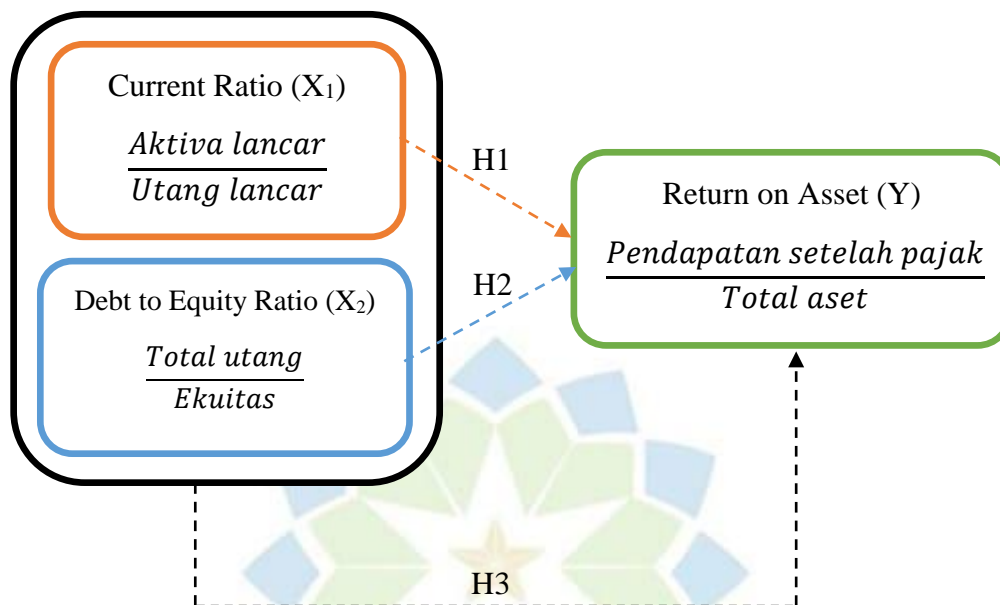 Current Ratio (X₁)
Aktiva lancar
Utang lancar
H1
Return on Asset (Y)
Pendapatan setelah pajak
Total aset
Debt to Equity Ratio (X₂)
Total utang
Ekuitas
H2
H3